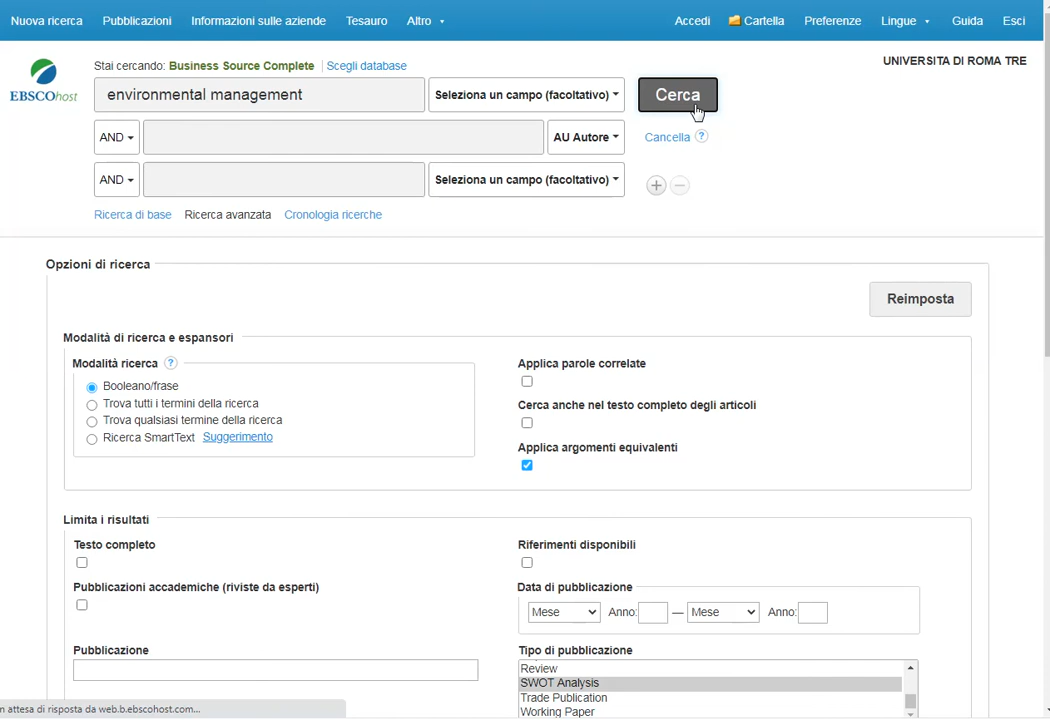 Nuova ricerca Pubblicazioni Informazioni sulle aziende Tesauro Altro Accedi Cartella Preferenze Lingue Guida Esci
Stai cercando: Business Source Complete Scegli database UNIVERSITA DI ROMA TRE
EBSCOhost environmental management Seleziona un campo (facoltativo) Cerca
AND AU Autore Cancella ?
AND Seleziona un campo (facoltativo) + −
Ricerca di base Ricerca avanzata Cronologia ricerche
Opzioni di ricerca
Reimposta
Modalità di ricerca e espansori
Modalità ricerca ? Applica parole correlate
Booleano/frase
Trova tutti i termini della ricerca Cerca anche nel testo completo degli articoli
Trova qualsiasi termine della ricerca
Ricerca SmartText Suggerimento Applica argomenti equivalenti
Limita i risultati
Testo completo Riferimenti disponibili
Pubblicazioni accademiche (riviste da esperti) Data di pubblicazione
Mese Anno: — Mese Anno:
Pubblicazione Tipo di pubblicazione
Review
SWOT Analysis
Trade Publication
Working Paper
n attesa di risposta da web.b.ebscohost.com...